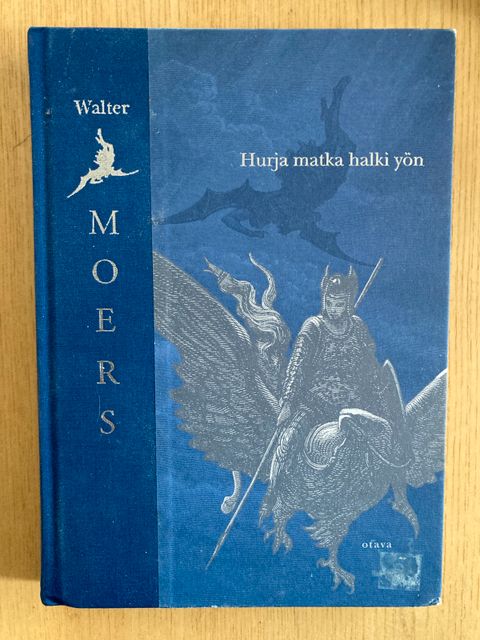 Walter
MOERS
Hurja matka halki yön
otava